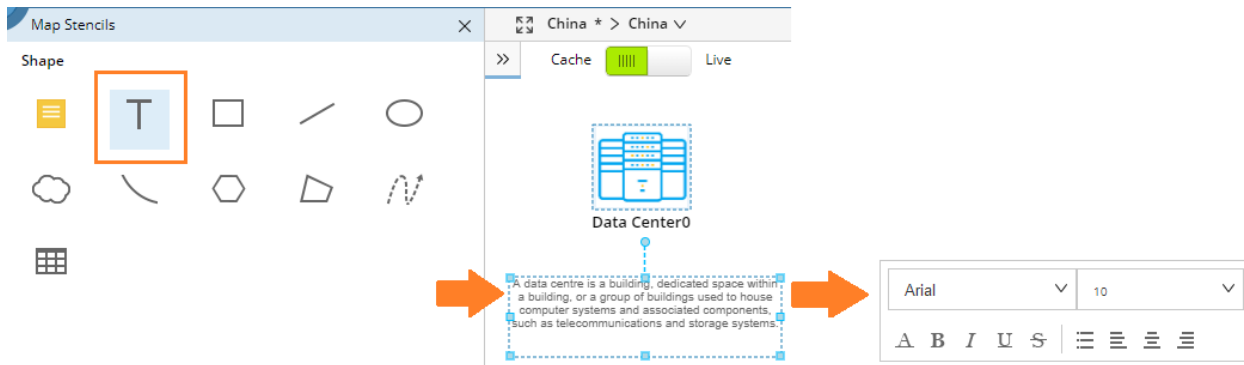 Map Stencils
China * > China
Shape
Cache
Live
T
Data Center0
A data centre is a building, dedicated space within
a building, or a group of buildings used to house
computer systems and associated components,
such as telecommunications and storage systems.
Arial
10
A B I U S